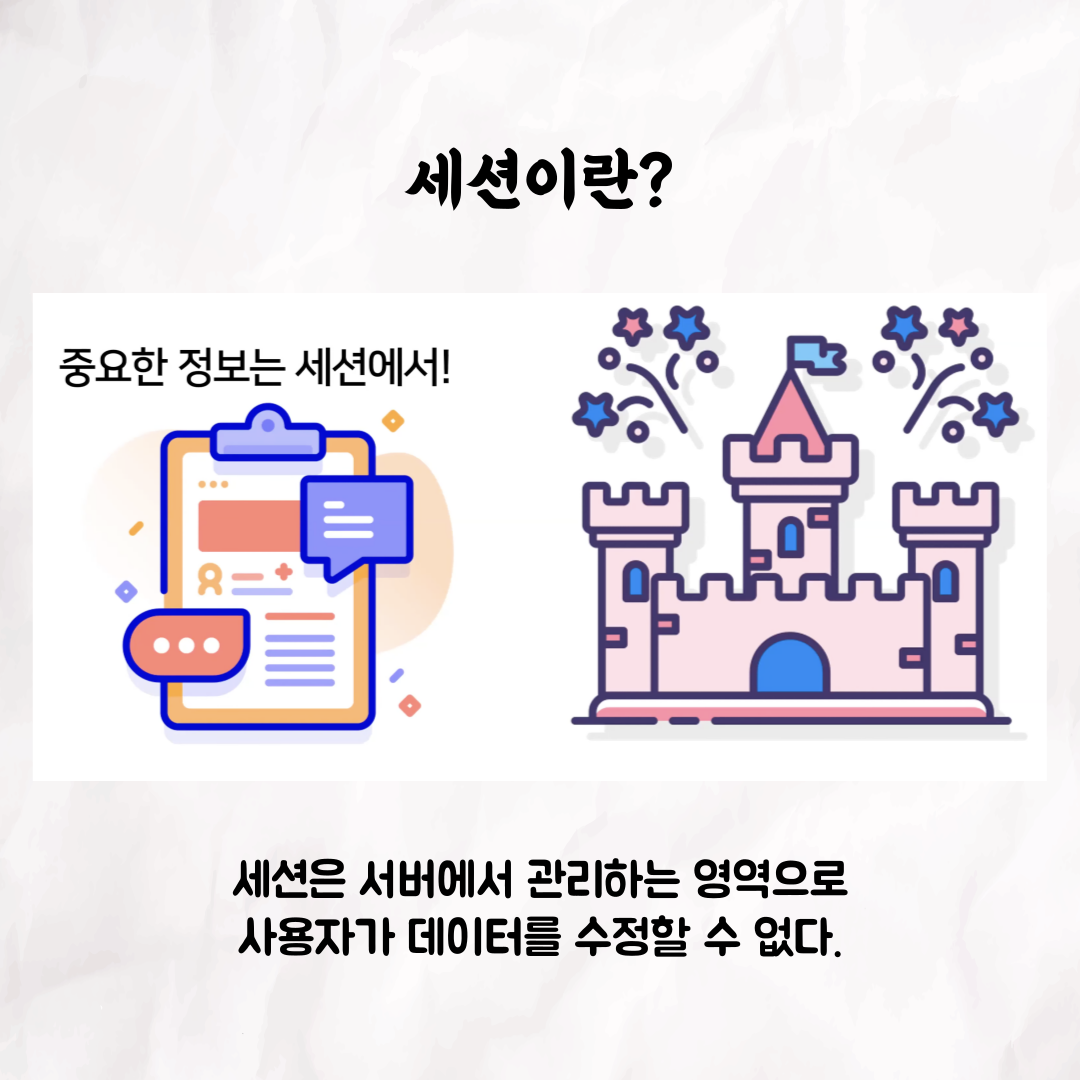 세션이란?
중요한 정보는 세션에서!
세션은 서버에서 관리하는 영역으로
사용자가 데이터를 수정할 수 없다.